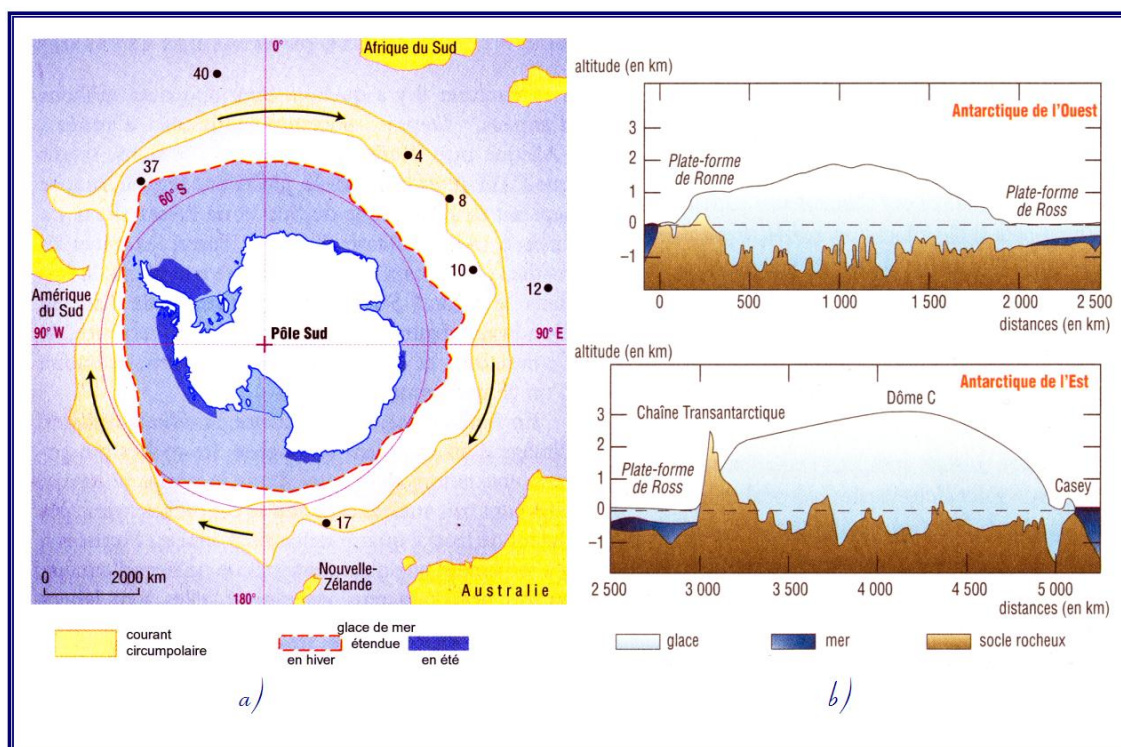 0°
Afrique du Sud
40
4
37
60° S
8
10
12
Amérique
du Sud
90° W
Pôle Sud
90° E
17
0
2000 km
Nouvelle-
Zélande
Australie
180°
courant
circumpolaire
glace de mer
étendue
en hiver
en été
a)
altitude (en km)
Antarctique de l'Ouest
3
2
1
0
-1
Plate-forme
de Ronne
Plate-forme
de Ross
0
500
1000
1 500
2 000
2 500
distances (en km)
altitude (en km)
Antarctique de l'Est
Dôme C
Chaîne Transantarctique
3
2
1
0
-1
Plate-forme
de Ross
Casey
2 500
3 000
3 500
4 000
4 500
5 000
distances (en km)
glace
mer
socle rocheux
b)